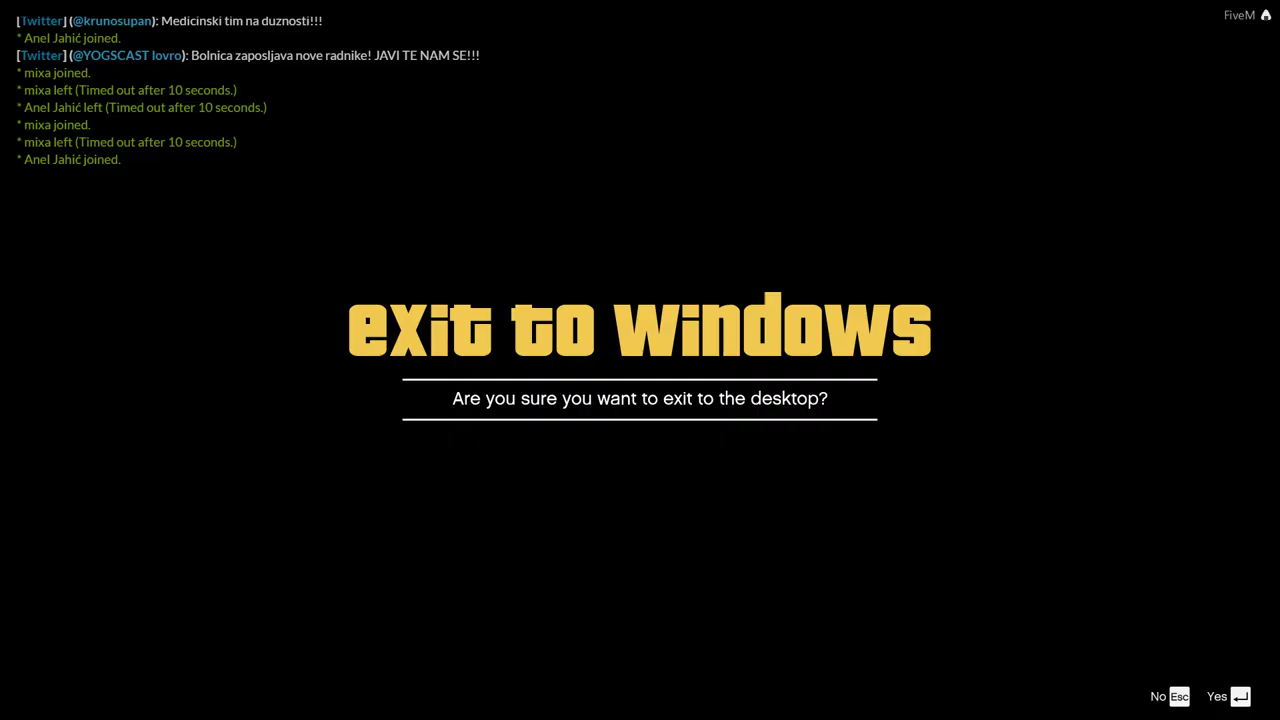 [Twitter] (@krunosupan): Medicinski tim na duznosti!!!
FiveM
* Anel Jahić joined.
[Twitter] (@YOGSCAST lovro): Bolnica zaposljava nove radnike! JAVI TE NAM SE!!!
* mixa joined.
* mixa left (Timed out after 10 seconds.)
* Anel Jahić left (Timed out after 10 seconds.)
* mixa joined.
* mixa left (Timed out after 10 seconds.)
* Anel Jahić joined.
exit to windows
Are you sure you want to exit to the desktop?
No Esc Yes